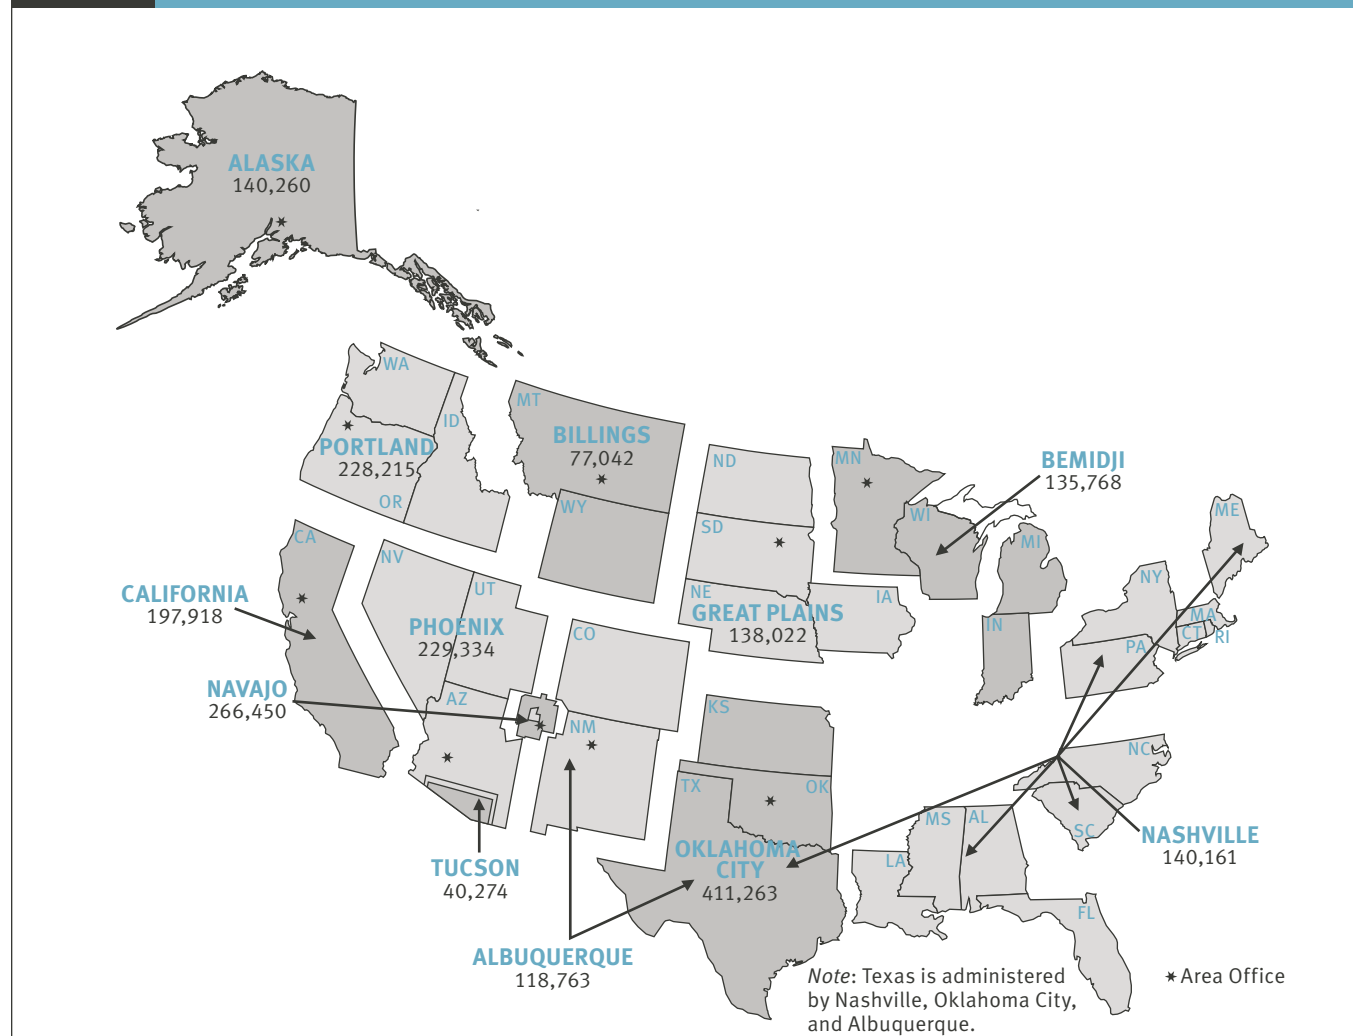 ALASKA
140,260
WA
ID
PORTLAND
228,215
OR
MT
BILLINGS
77,042
WY
ND
SD
NE
GREAT PLAINS
138,022
IA
MN
WI
MI
IN
BEMIDJI
135,768
ME
NY
MA
CT
RI
PA
CA
CALIFORNIA
197,918
NV
UT
PHOENIX
229,334
AZ
NAVAJO
266,450
CO
NM
KS
TX
OK
OKLAHOMA
CITY
411,263
NC
SC
MS
AL
LA
FL
NASHVILLE
140,161
TUCSON
40,274
ALBUQUERQUE
118,763
Note: Texas is administered
by Nashville, Oklahoma City,
and Albuquerque.
* Area Office